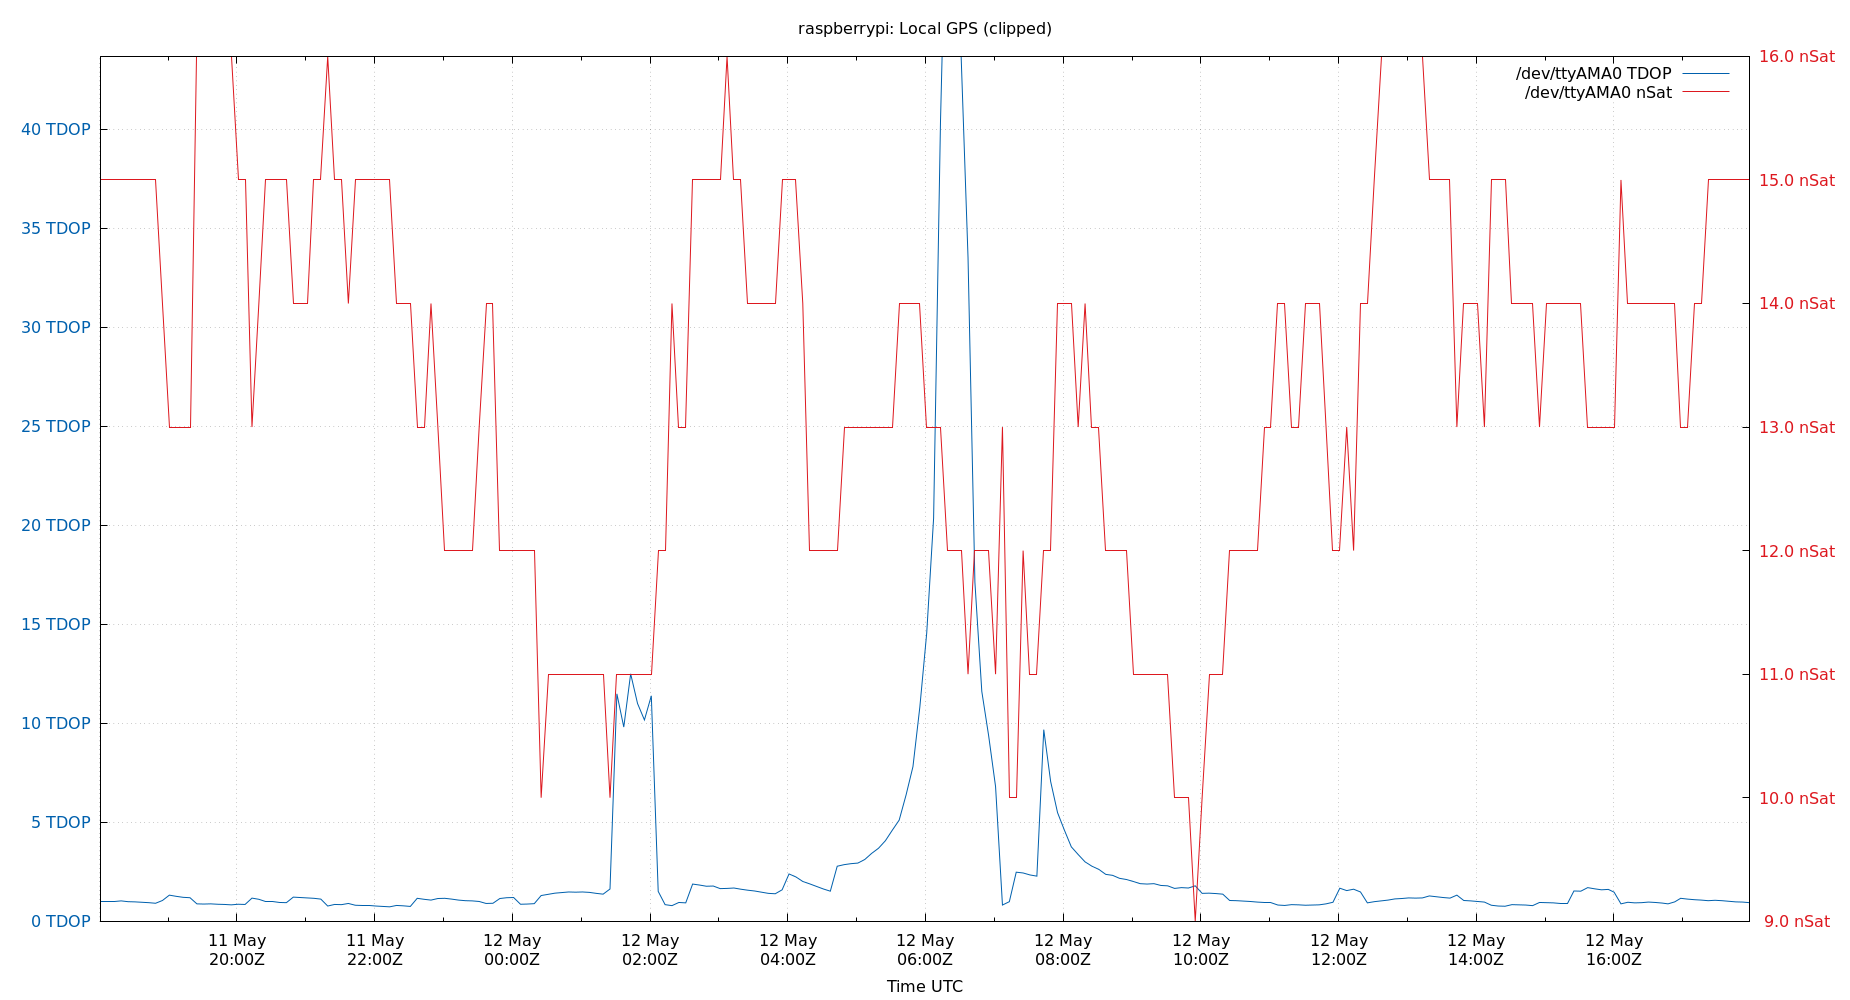 raspberrypi: Local GPS (clipped)
/dev/ttyAMA0 TDOP
/dev/ttyAMA0 nSat
40 TDOP
35 TDOP
30 TDOP
25 TDOP
20 TDOP
15 TDOP
10 TDOP
5 TDOP
0 TDOP
16.0 nSat
15.0 nSat
14.0 nSat
13.0 nSat
12.0 nSat
11.0 nSat
10.0 nSat
9.0 nSat
11 May
20:00Z
11 May
22:00Z
12 May
00:00Z
12 May
02:00Z
12 May
04:00Z
12 May
06:00Z
12 May
08:00Z
12 May
10:00Z
12 May
12:00Z
12 May
14:00Z
12 May
16:00Z
Time UTC